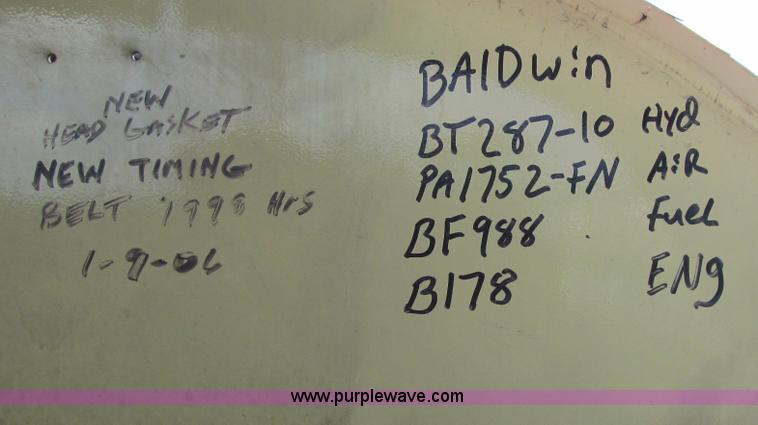 NEW
HEAD GASKET
NEW TIMING
BELT 1998 Hrs
1-9-06
BAlDwin
BT287-10 Hyd
PA1752-FN AiR
BF988 Fuel
B178 ENg
www.purplewave.com